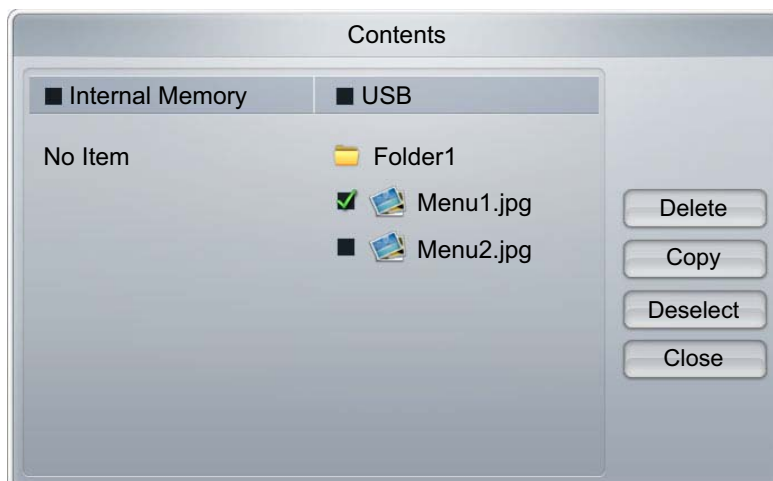 Contents
Internal Memory
USB
No Item
Folder1
Menu1.jpg
Menu2.jpg
Delete
Copy
Deselect
Close